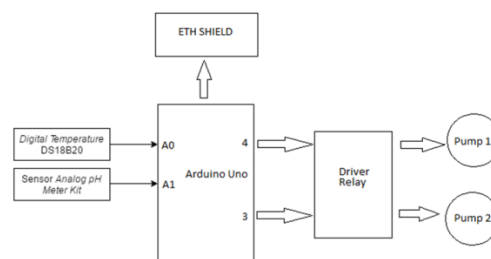 ETH SHIELD
Digital Temperature
DS18B20
Sensor Analog pH
Meter Kit
A0
A1
Arduino Uno
4
3
Driver
Relay
Pump 1
Pump 2